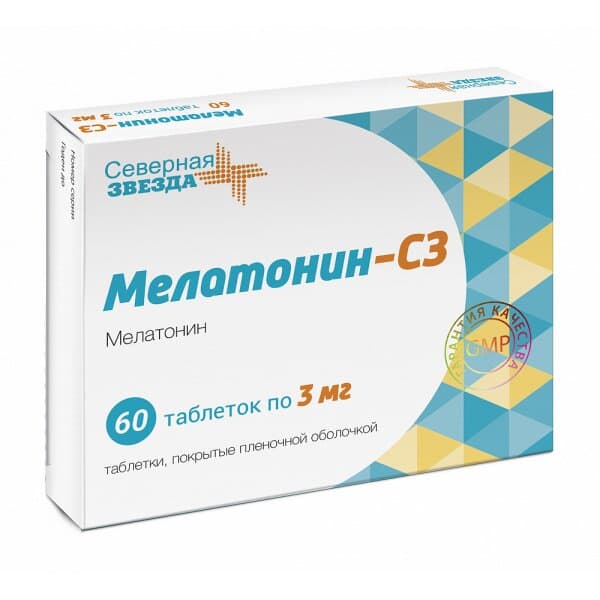 Северная
ЗВЕЗДА
60 таблеток по 3 мг
Мелатонин-СЗ
Номер серии
Годен до
Северная
ЗВЕЗДА
Мелатонин-СЗ
Мелатонин
60 таблеток по 3 мг
таблетки, покрытые пленочной оболочкой
ГАРАНТИЯ КАЧЕСТВА
GMP